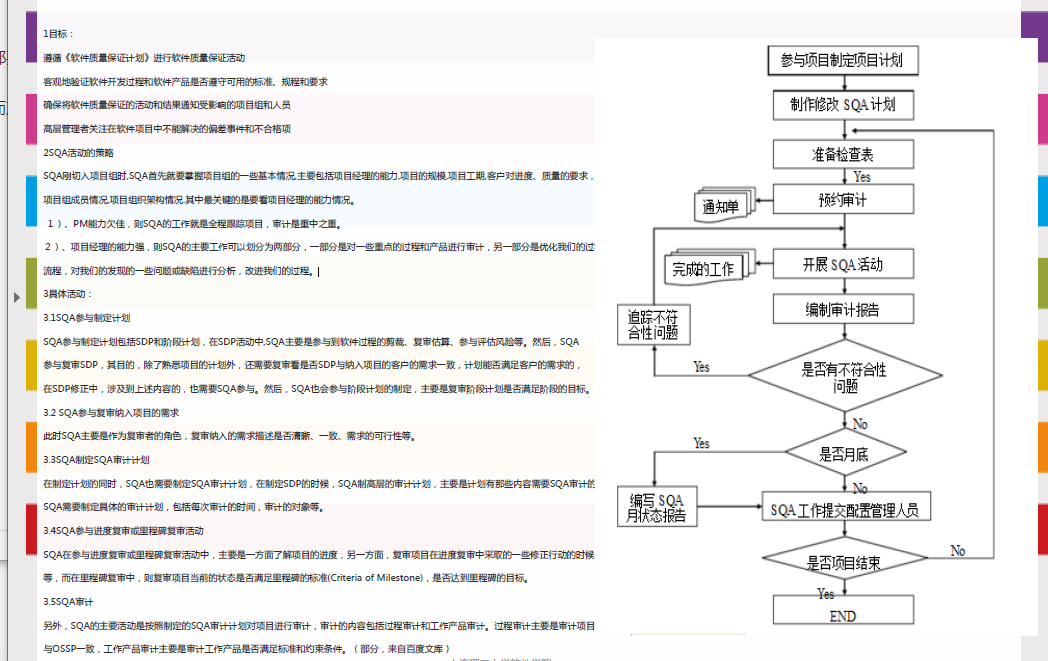 1目标：
遵循《软件质量保证计划》进行软件质量保证活动
客观地验证软件开发过程和软件产品是否遵守可用的标准、规程和要求
确保将软件质量保证的活动和结果通知受影响的项目组和人员
高层管理者关注在软件项目中不能解决的偏差事件和不合格项
2SQA活动的策略
SQA刚切入项目组时,SQA首先就要掌握项目组的一些基本情况,主要包括项目经理的能力,项目的规模,项目工期,客户对进度、质量的要求，
项目组成员情况,项目组织架构情况,其中最关键的是要看项目经理的能力情况。
１）、PM能力欠佳，则SQA的工作就是全程跟踪项目，审计是重中之重。
２）、项目经理的能力强，则SQA的主要工作可以划分为两部分，一部分是对一些重点的过程和产品进行审计，另一部分是优化我们的过
流程，对我们的发现的一些问题或缺陷进行分析，改进我们的过程。
3具体活动：
3.1SQA参与制定计划
SQA参与制定计划包括SDP和阶段计划，在SDP活动中,SQA主要是参与到软件过程的剪裁、复审估算、参与评估风险等。然后，SQA
参与复审SDP，其目的，除了熟悉项目的计划外，还需要复审看是否SDP与纳入项目的客户的需求一致，计划能否满足客户的需求的，
在SDP修正中，涉及到上述内容的，也需要SQA参与。然后，SQA也会参与阶段计划的制定，主要是复审阶段计划是否满足阶段的目标。
3.2 SQA参与复审纳入项目的需求
此时SQA主要是作为复审者的角色，复审纳入的需求描述是否清晰、一致、需求的可行性等。
3.3SQA制定SQA审计计划
在制定计划的同时，SQA也需要制定SQA审计计划，在制定SDP的时候，SQA制高层的审计计划，主要是计划有那些内容需要SQA审计的
SQA需要制定具体的审计计划，包括每次审计的时间，审计的对象等。
3.4SQA参与进度复审或里程碑复审活动
SQA在参与进度复审或里程碑复审活动中，主要是一方面了解项目的进度，另一方面，复审项目在进度复审中采取的一些修正行动的时候
等，而在里程碑复审中，则复审项目当前的状态是否满足里程碑的标准(Criteria of Milestone)，是否达到里程碑的目标。
3.5SQA审计
另外，SQA的主要活动是按照制定的SQA审计计划对项目进行审计，审计的内容包括过程审计和工作产品审计。过程审计主要是审计项目
与OSSP一致，工作产品审计主要是审计工作产品是否满足标准和约束条件。（部分，来自百度文库）
参与项目制定项目计划
制作修改 SQA 计划
准备检查表
Yes
预约审计
通知单
开展 SQA 活动
完成的工作
编制审计报告
追踪不符
合性问题
是否有不符合性
问题
Yes
No
是否月底
Yes
No
编写 SQA
月状态报告
SQA 工作提交配置管理人员
是否项目结束
No
Yes
END